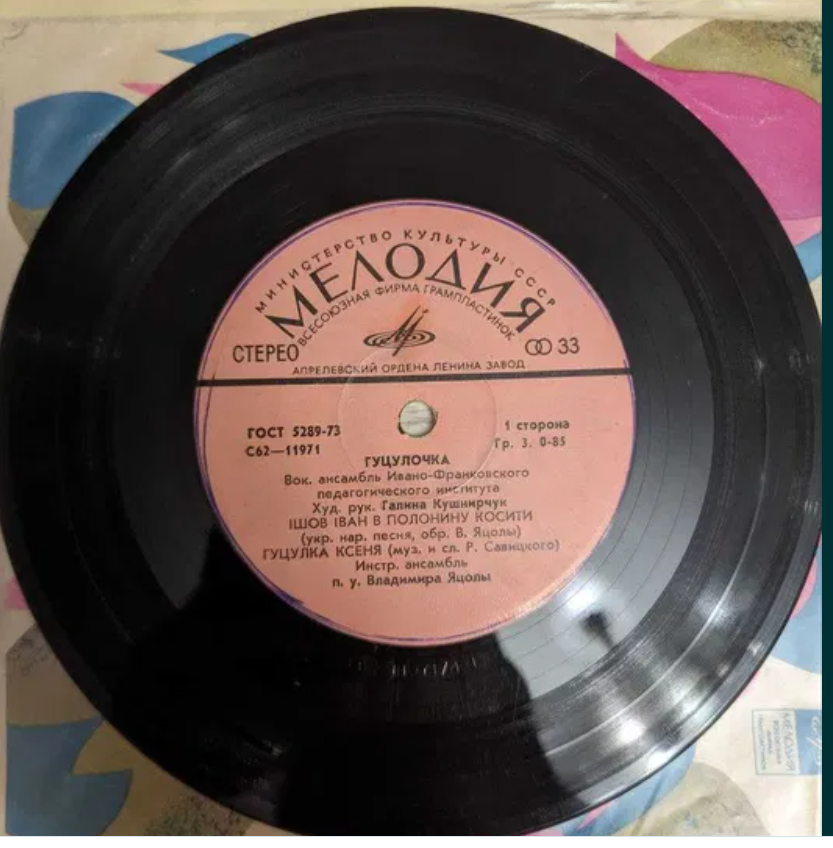 МИНИСТЕРСТВО КУЛЬТУРЫ СССР
МЕЛОДИЯ
ВСЕСОЮЗНАЯ ФИРМА ГРАМПЛАСТИНОК
СТЕРЕО
33
АПРЕЛЕВСКИЙ ОРДЕНА ЛЕНИНА ЗАВОД
ГОСТ 5289-73
1 сторона
С62—11971
Гр. 3. 0-85
ГУЦУЛОЧКА
Вок. ансамбль Ивано-Франковского
педагогического института
Худ. рук. Галина Кушнирчук
ІШОВ ІВАН В ПОЛОНИНУ КОСИТИ
(укр. нар. песня, обр. В. Яцолы)
ГУЦУЛКА КСЕНЯ (муз. и сл. Р. Савицкого)
Инстр. ансамбль
п. у. Владимира Яцолы
МЕЛОДИЯ